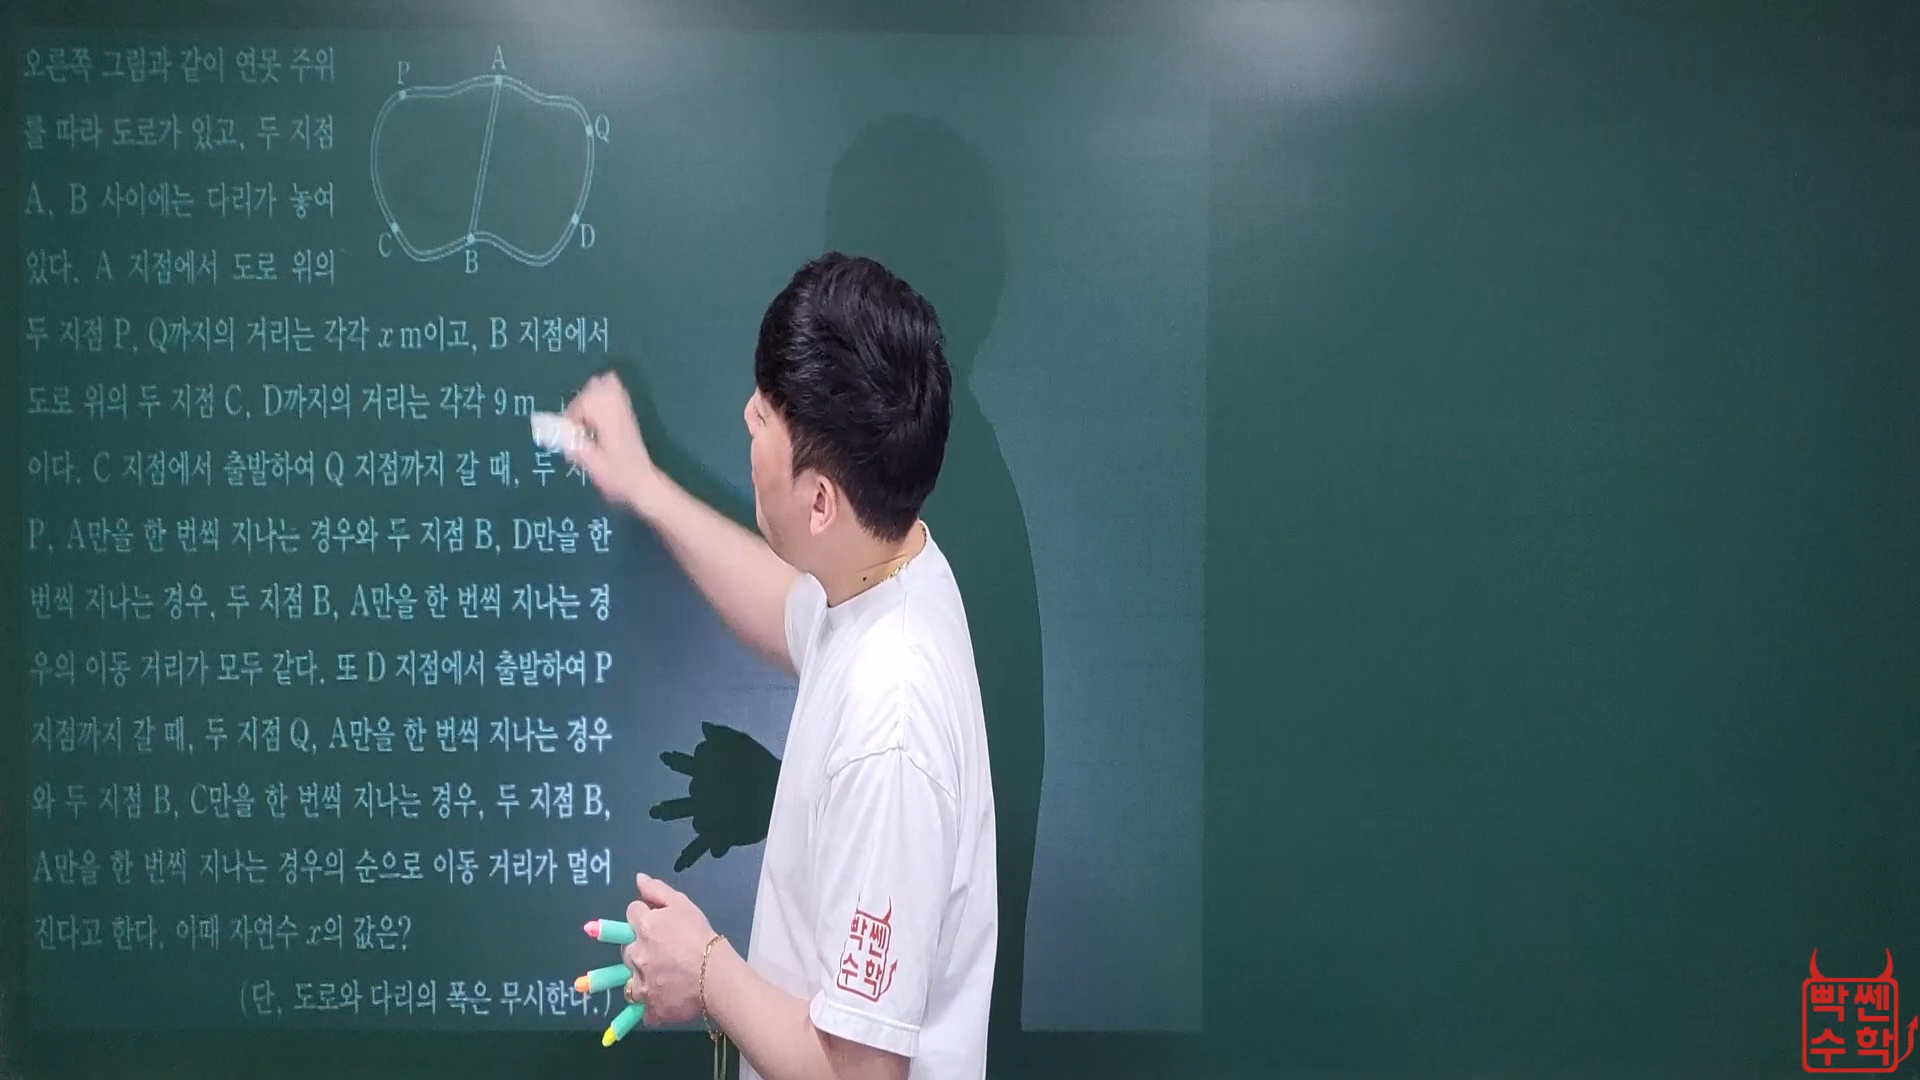 오른쪽 그림과 같이 연못 주위
를 따라 도로가 있고, 두 지점
A, B 사이에는 다리가 놓여
있다. A 지점에서 도로 위의
P
A
Q
C
B
D
두 지점 P, Q까지의 거리는 각각 x m이고, B 지점에서
도로 위의 두 지점 C, D까지의 거리는 각각 9 m
이다. C 지점에서 출발하여 Q 지점까지 갈 때, 두
P, A만을 한 번씩 지나는 경우와 두 지점 B, D만을 한
번씩 지나는 경우, 두 지점 B, A만을 한 번씩 지나는 경
우의 이동 거리가 모두 같다. 또 D 지점에서 출발하여 P
지점까지 갈 때, 두 지점 Q, A만을 한 번씩 지나는 경우
와 두 지점 B, C만을 한 번씩 지나는 경우, 두 지점 B,
A만을 한 번씩 지나는 경우의 순으로 이동 거리가 멀어
진다고 한다. 이때 자연수 x의 값은?
(단, 도로와 다리의 폭은 무시한다.)
빡쎈
수학
빡쎈
수학